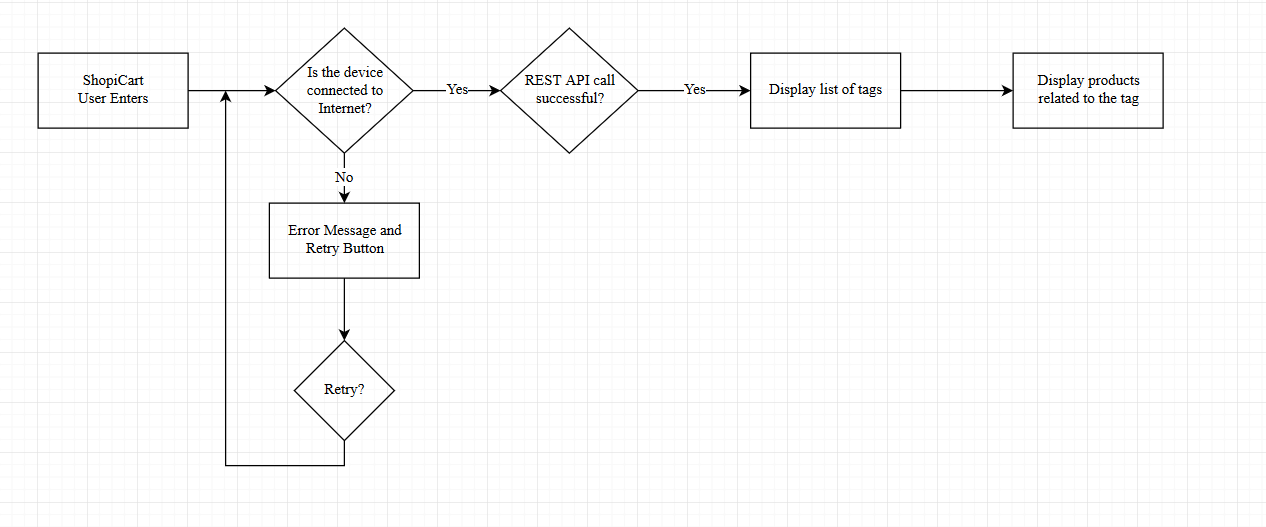 ShopiCart
User Enters
Is the device
connected to
Internet?
Yes
REST API call
successful?
Yes
Display list of tags
Display products
related to the tag
No
Error Message and
Retry Button
Retry?